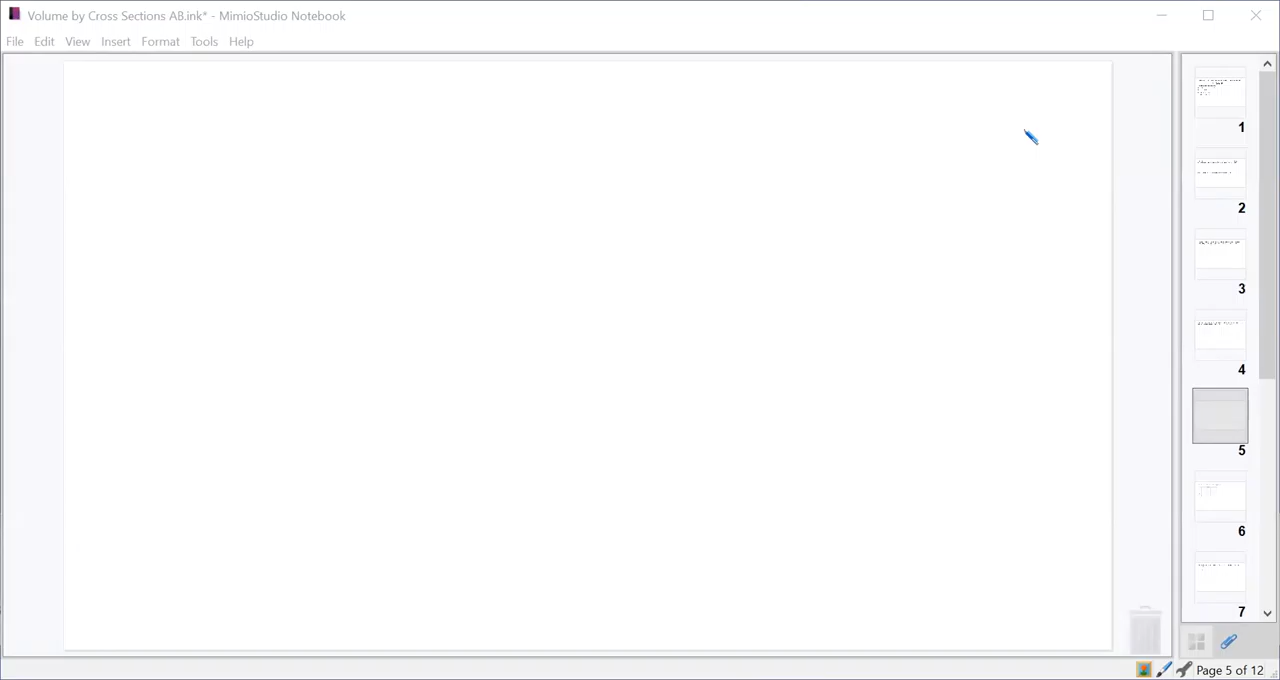 Volume by Cross Sections AB.ink* - MimioStudio Notebook
File Edit View Insert Format Tools Help
1
2
3
4
5
6
7
Page 5 of 12